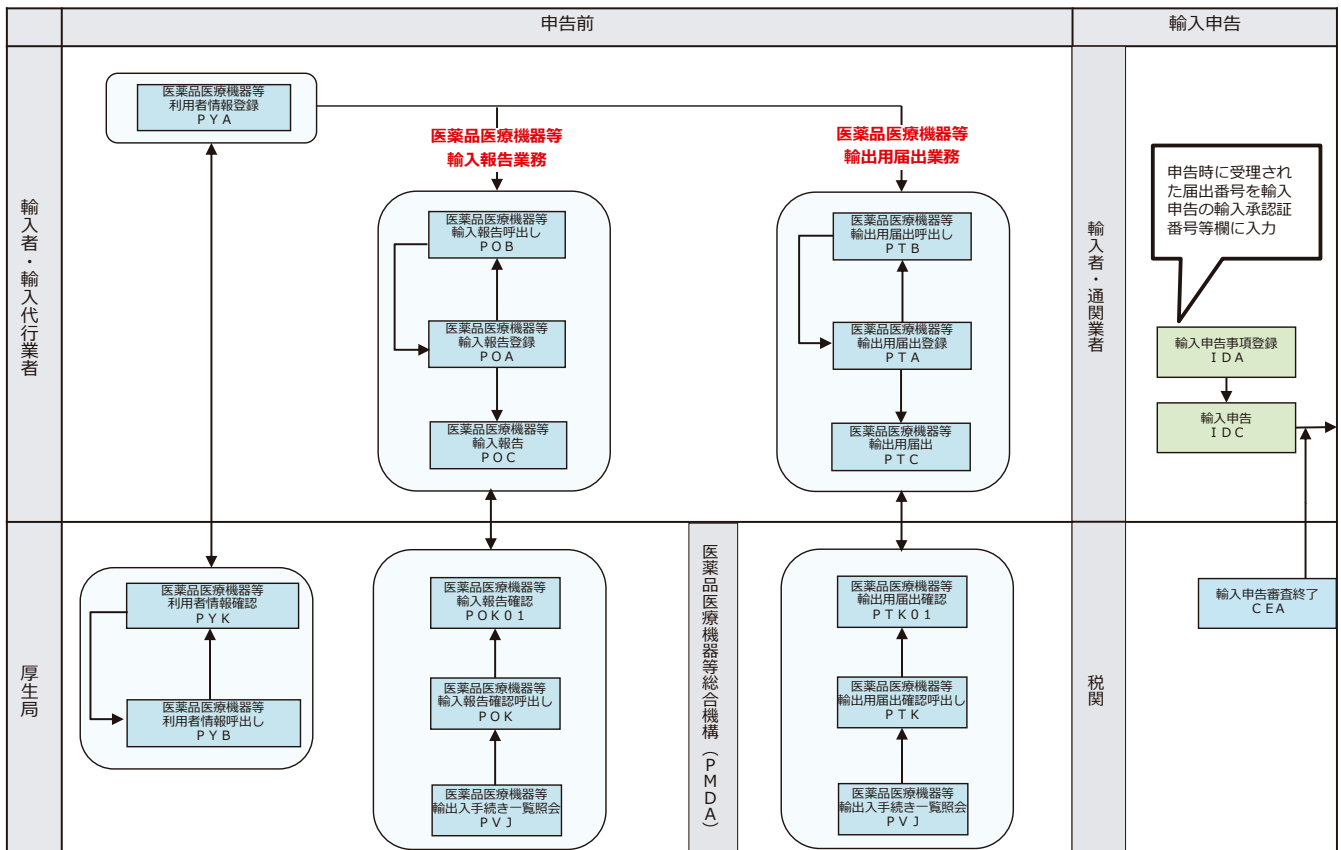 申告前
輸入申告
輸入者・輸入代行業者
医薬品医療機器等
利用者情報登録
ＰＹＡ
医薬品医療機器等
輸入報告業務
医薬品医療機器等
輸入報告呼出し
ＰＯＢ
医薬品医療機器等
輸入報告登録
ＰＯＡ
医薬品医療機器等
輸入報告
ＰＯＣ
医薬品医療機器等
輸出用届出業務
医薬品医療機器等
輸出用届出呼出し
ＰＴＢ
医薬品医療機器等
輸出用届出登録
ＰＴＡ
医薬品医療機器等
輸出用届出
ＰＴＣ
輸入者・通関業者
申告時に受理され
た届出番号を輸入
申告の輸入承認証
番号等欄に入力
輸入申告事項登録
ＩＤＡ
輸入申告
ＩＤＣ
厚生局
医薬品医療機器等
利用者情報確認
ＰＹＫ
医薬品医療機器等
利用者情報呼出し
ＰＹＢ
医薬品医療機器等
輸入報告確認
ＰＯＫ０１
医薬品医療機器等
輸入報告確認呼出し
ＰＯＫ
医薬品医療機器等
輸出入手続き一覧照会
ＰＶＪ
医薬品医療機器等総合機構（ＰＭＤＡ）
医薬品医療機器等
輸出用届出確認
ＰＴＫ０１
医薬品医療機器等
輸出用届出確認呼出し
ＰＴＫ
医薬品医療機器等
輸出入手続き一覧照会
ＰＶＪ
税関
輸入申告審査終了
ＣＥＡ